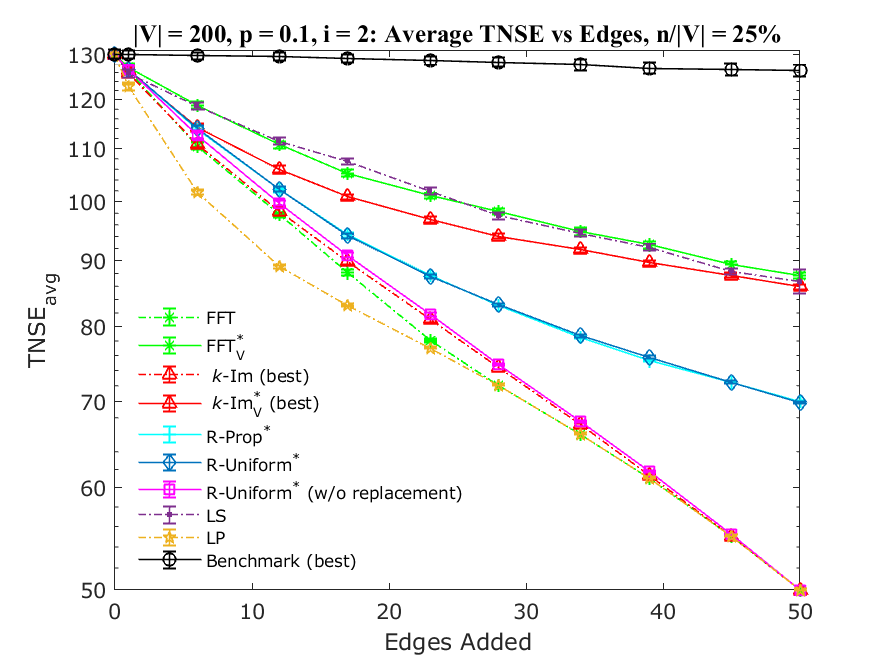 |V| = 200, p = 0.1, i = 2: Average TNSE vs Edges, n/|V| = 25%
130
120
110
100
90
80
70
60
50
TNSE_avg
FFT
FFT*_V
k-Im (best)
k-Im*_V (best)
R-Prop*
R-Uniform*
R-Uniform* (w/o replacement)
LS
LP
Benchmark (best)
0 10 20 30 40 50
Edges Added